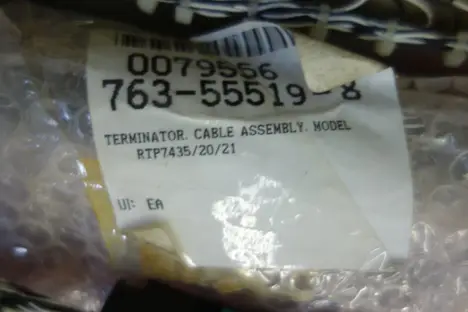 0079556
763-55519-8
TERMINATOR. CABLE ASSEMBLY. MODEL
RTP7435/20/21
UI: EA